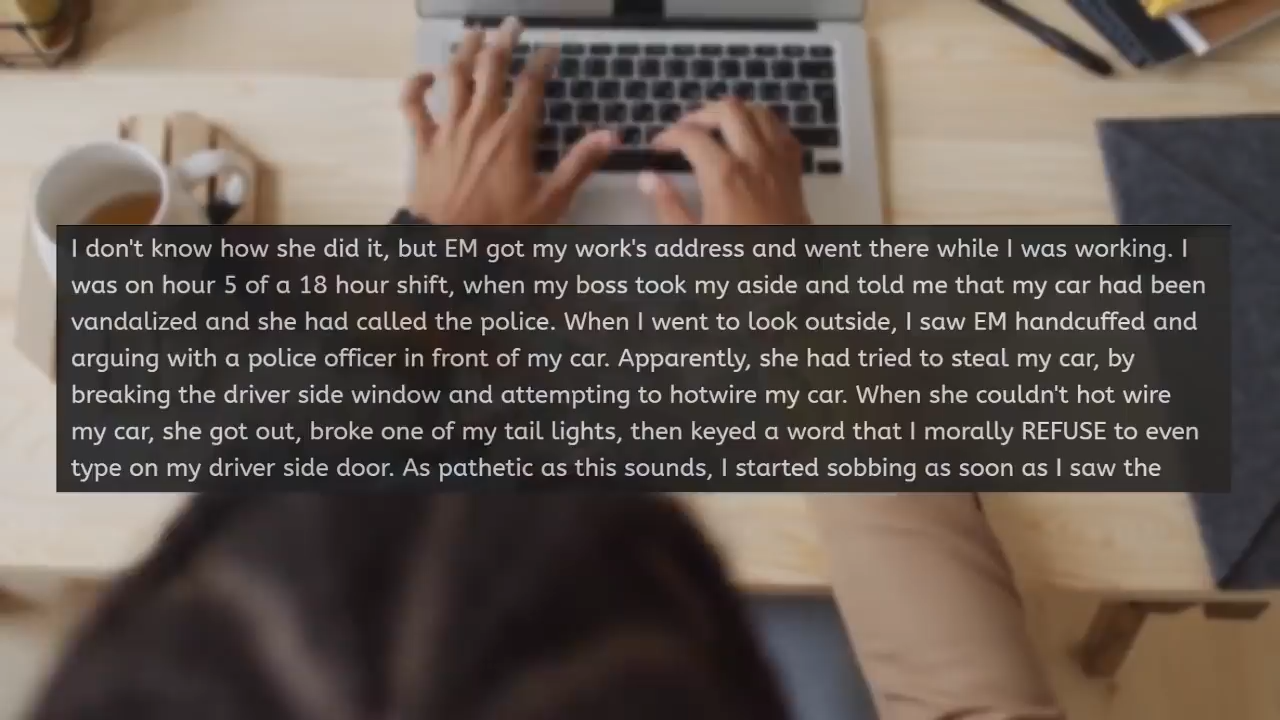 I don't know how she did it, but EM got my work's address and went there while I was working. I
was on hour 5 of a 18 hour shift, when my boss took my aside and told me that my car had been
vandalized and she had called the police. When I went to look outside, I saw EM handcuffed and
arguing with a police officer in front of my car. Apparently, she had tried to steal my car, by
breaking the driver side window and attempting to hotwire my car. When she couldn't hot wire
my car, she got out, broke one of my tail lights, then keyed a word that I morally REFUSE to even
type on my driver side door. As pathetic as this sounds, I started sobbing as soon as I saw the